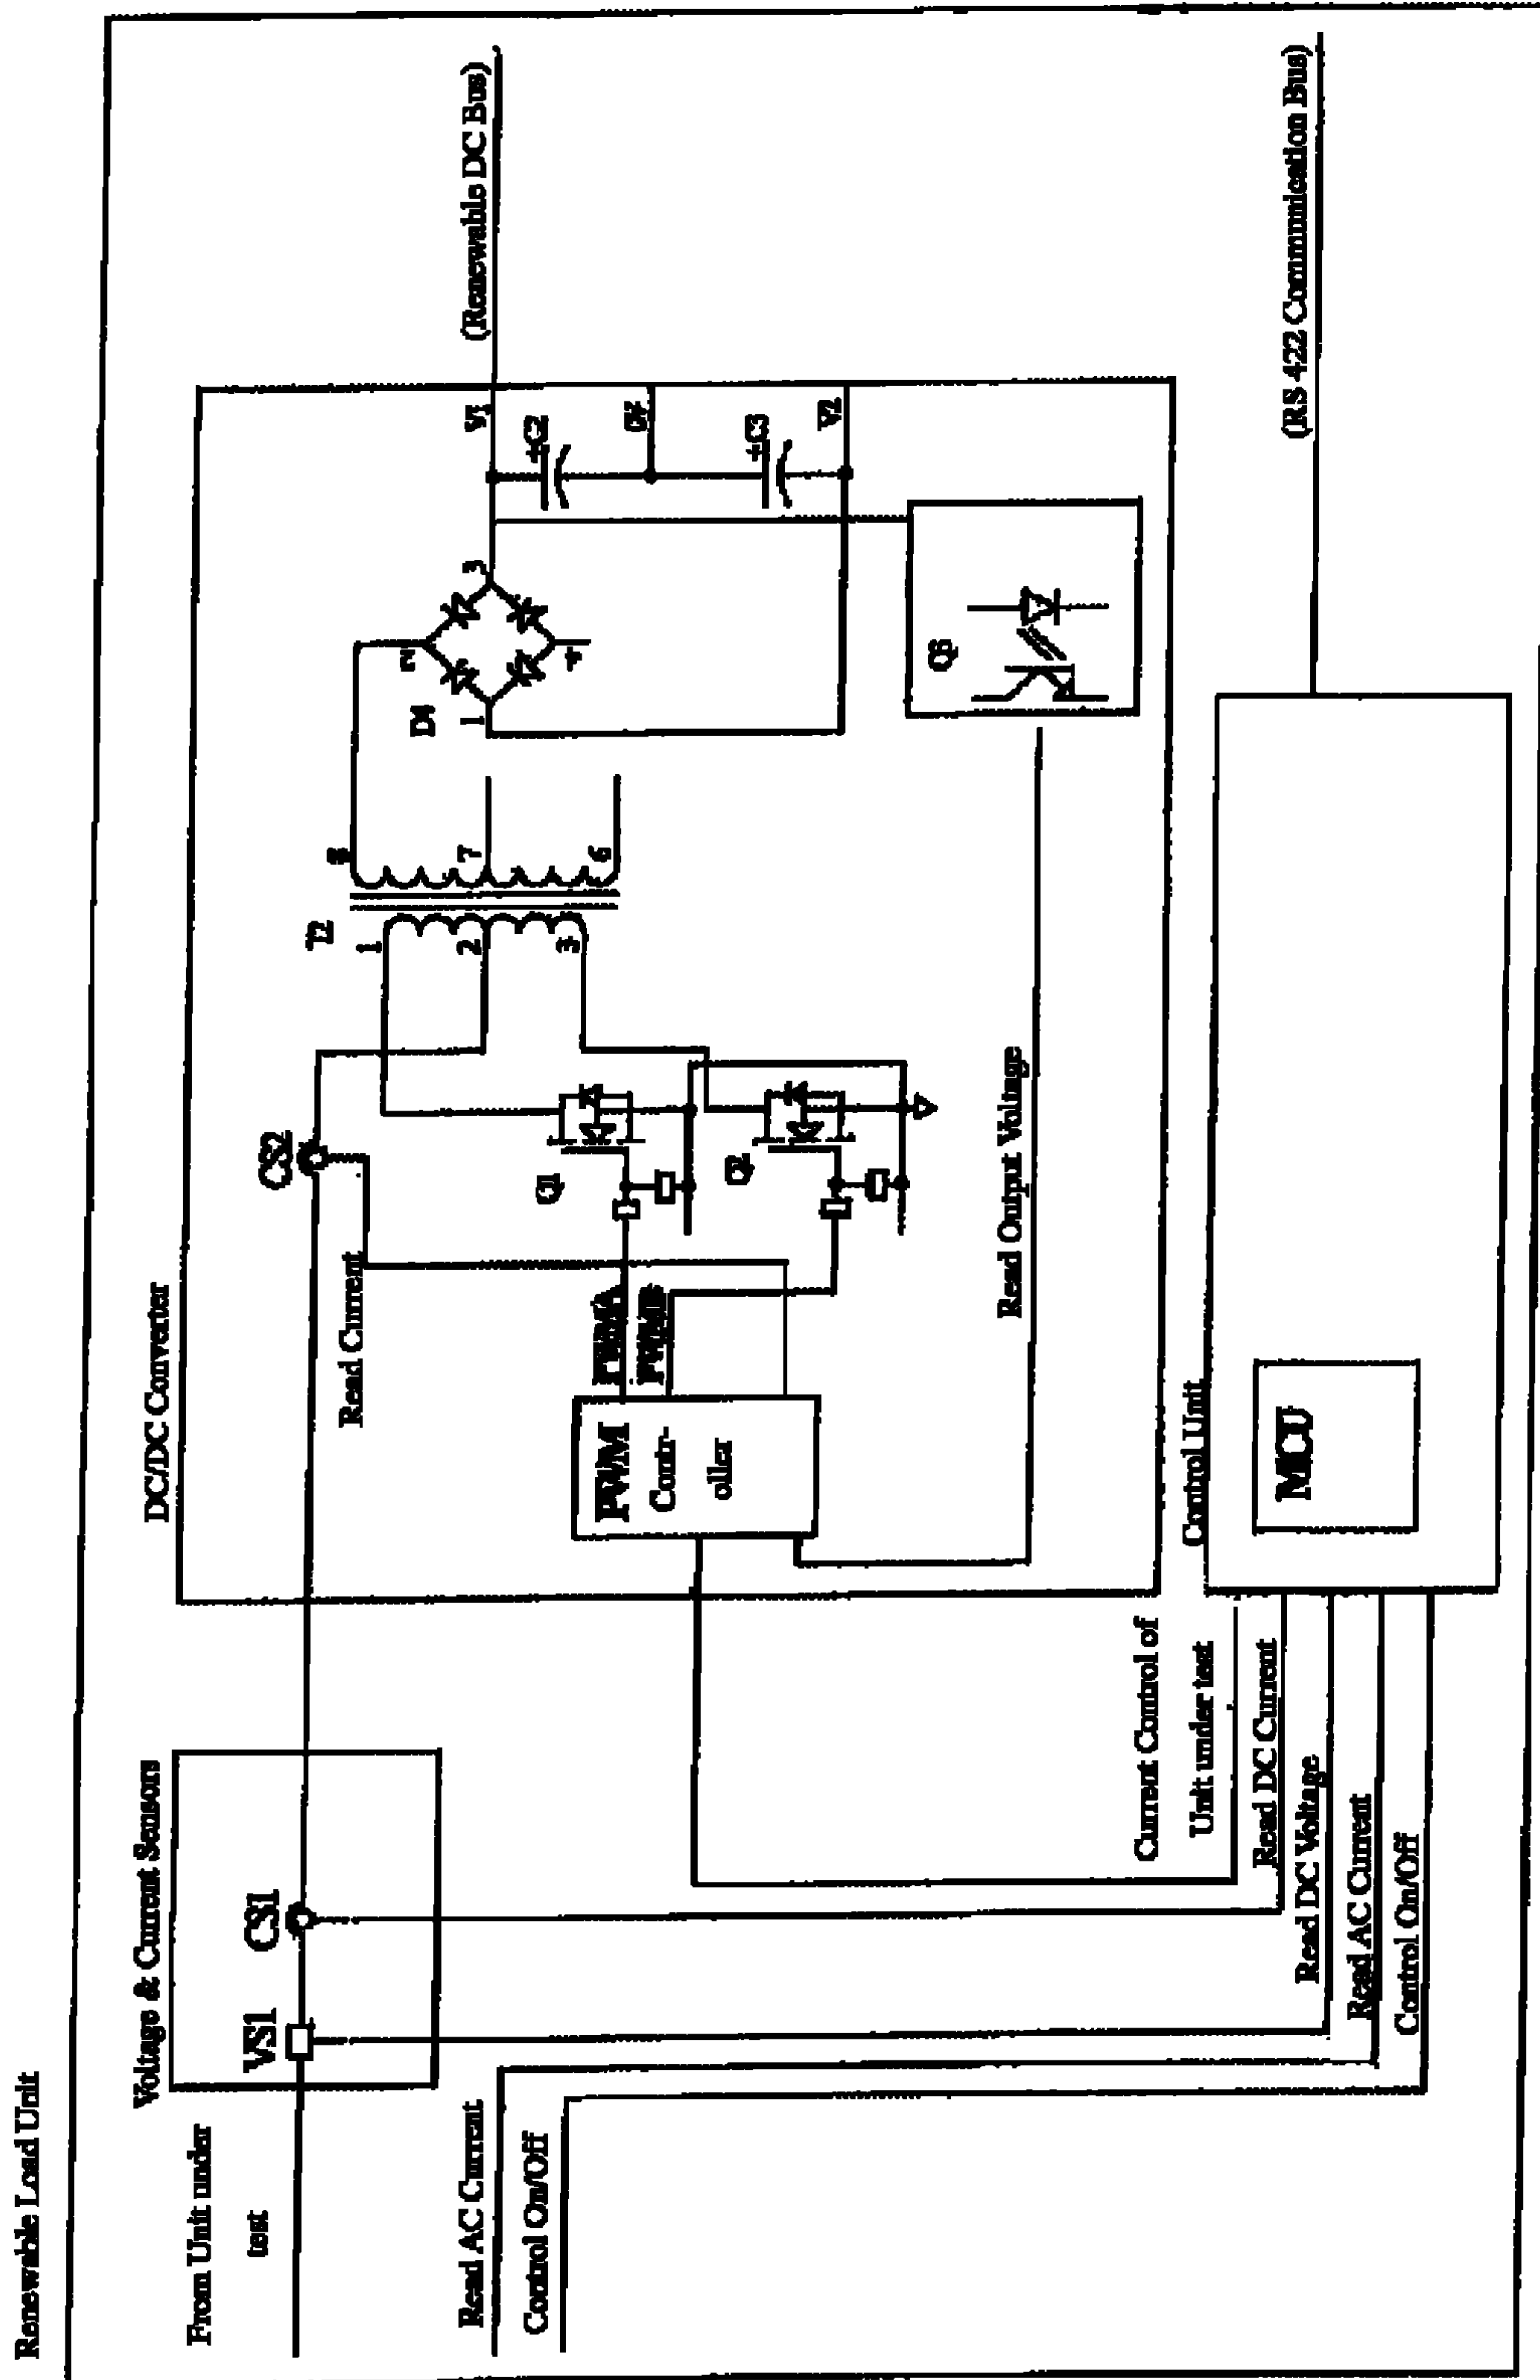 Renewable Load Unit
From Unit under
test
Voltage & Current Sensors
VS1
CS1
DC/DC Converter
Read Current
CS2
T2
1
2
3
8
7
6
D4
1
2
3
4
V1
+C2
+C3
V2
(Renewable DC Bus)
Q1
Q2
PWMA
PWMB
PWM
Contr-
oller
Read Output Voltage
Read AC Current
Control On/Off
Current Control of
Unit under test
Read DC Current
Read DC Voltage
Read AC Current
Control On/Off
Control Unit
MCU
(RS 422 Communication Bus)